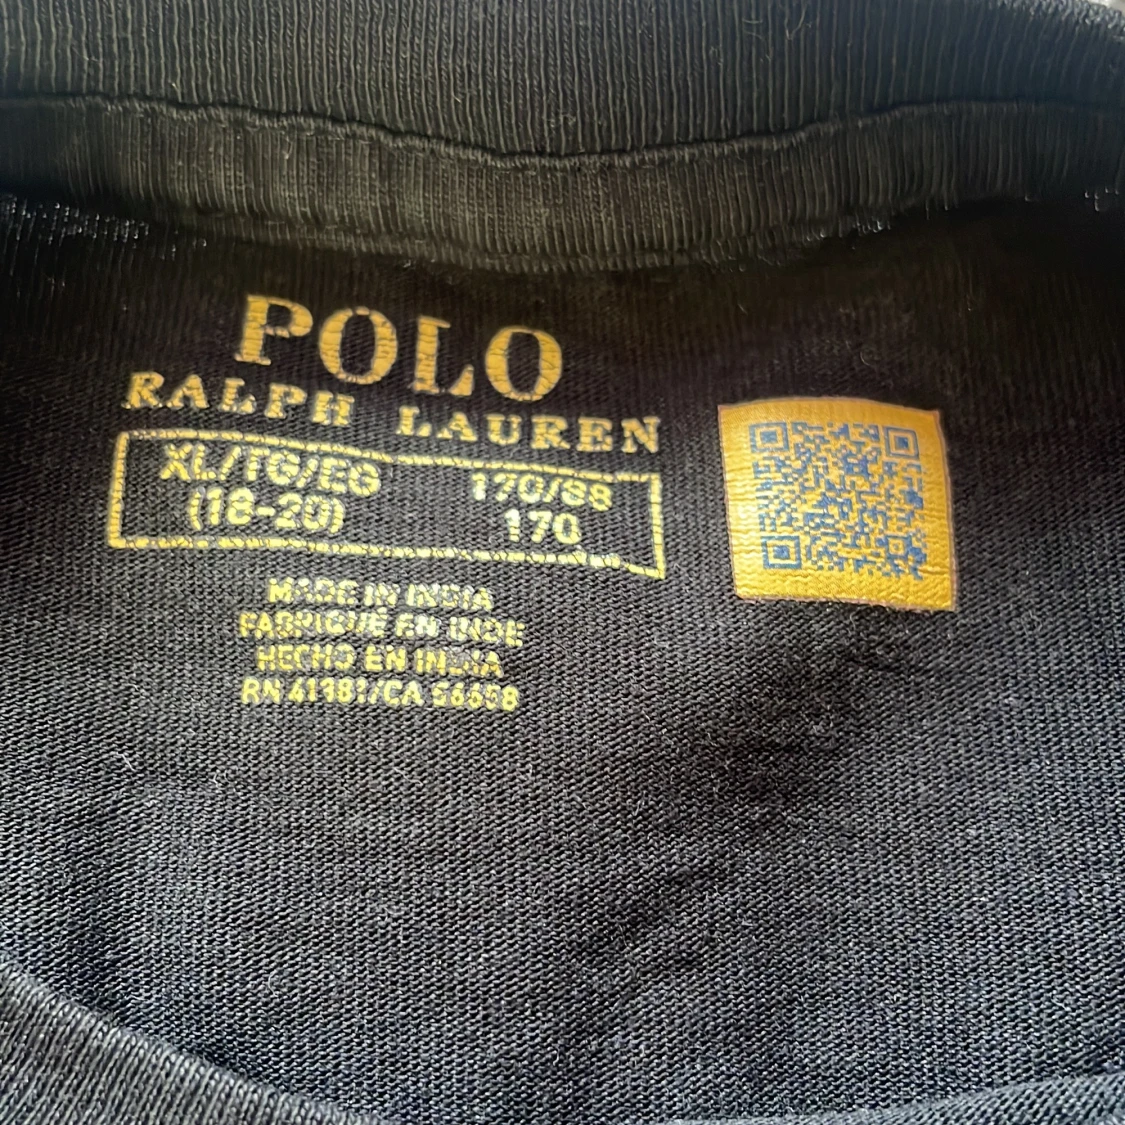 POLO
RALPH LAUREN
XL/TG/EG 170/88
(18-20) 170
MADE IN INDIA
FABRIQUÉ EN INDE
HECHO EN INDIA
RN 41381/CA 56698